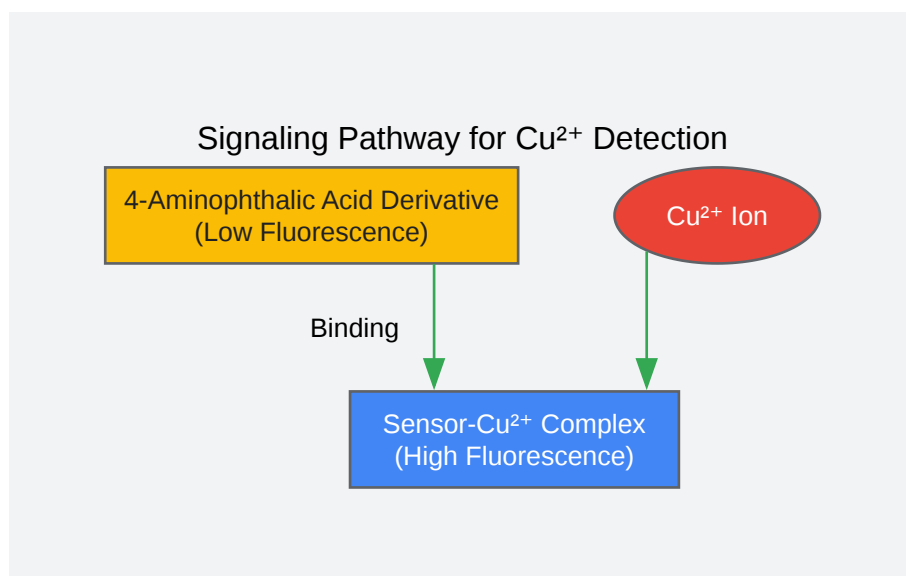 Signaling Pathway for Cu²⁺ Detection
4-Aminophthalic Acid Derivative
(Low Fluorescence)
Cu²⁺ Ion
Binding
Sensor-Cu²⁺ Complex
(High Fluorescence)